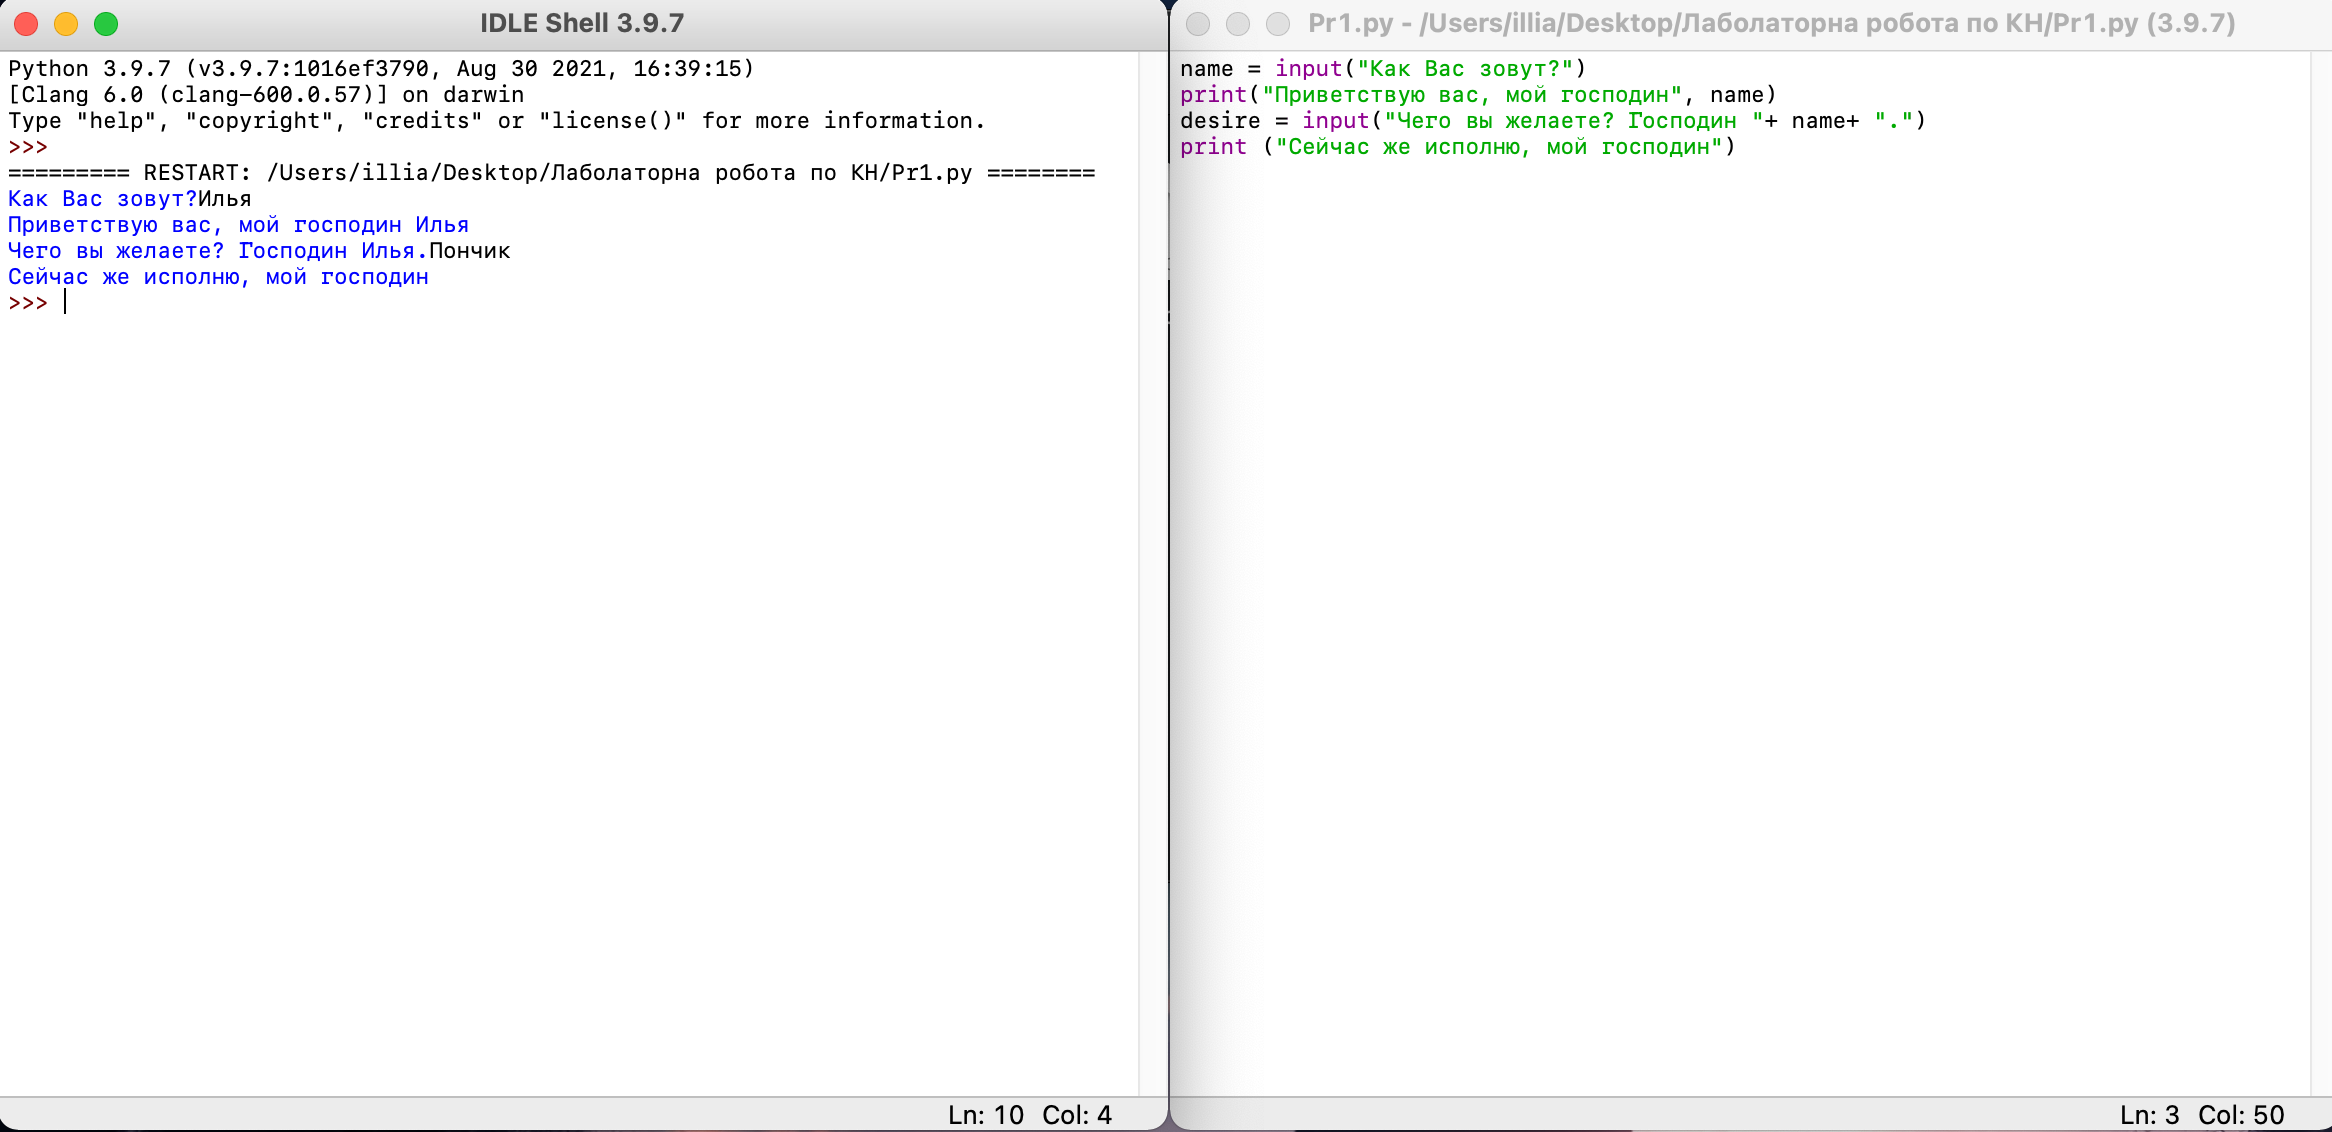 IDLE Shell 3.9.7
Python 3.9.7 (v3.9.7:1016ef3790, Aug 30 2021, 16:39:15)
[Clang 6.0 (clang-600.0.57)] on darwin
Type "help", "copyright", "credits" or "license()" for more information.
>>>
========= RESTART: /Users/illia/Desktop/Лаболаторна робота по КН/Pr1.py ========
Как Вас зовут?Илья
Приветствую вас, мой господин Илья
Чего вы желаете? Господин Илья.Пончик
Сейчас же исполню, мой господин
>>>
Ln: 10 Col: 4
Pr1.py - /Users/illia/Desktop/Лаболаторна робота по КН/Pr1.py (3.9.7)
name = input("Как Вас зовут?")
print("Приветствую вас, мой господин", name)
desire = input("Чего вы желаете? Господин "+ name+ ".")
print ("Сейчас же исполню, мой господин")
Ln: 3 Col: 50